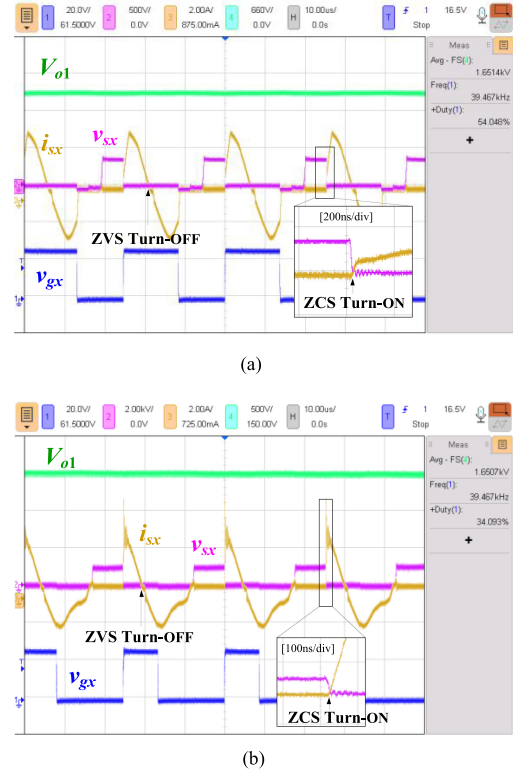 1 20.0V/ 61.5000V 2 500V/ 0.0V 3 2.00A/ 875.00mA 4 660V/ 0.0V H 10.00us/ 0.0s T 1 16.5V Stop
Meas
Avg - FS(4):
1.6514kV
Freq(1):
39.467kHz
+Duty(1):
54.048%
+
Vo1
isx
vsx
ZVS Turn-OFF
vgx
[200ns/div]
ZCS Turn-ON
(a)
1 20.0V/ 61.5000V 2 2.00kV/ 0.0V 3 2.00A/ 725.00mA 4 500V/ 150.00V H 10.00us/ 0.0s T 1 16.5V Stop
Meas
Avg - FS(4):
1.6507kV
Freq(1):
39.467kHz
+Duty(1):
34.093%
+
Vo1
isx
vsx
ZVS Turn-OFF
vgx
[100ns/div]
ZCS Turn-ON
(b)